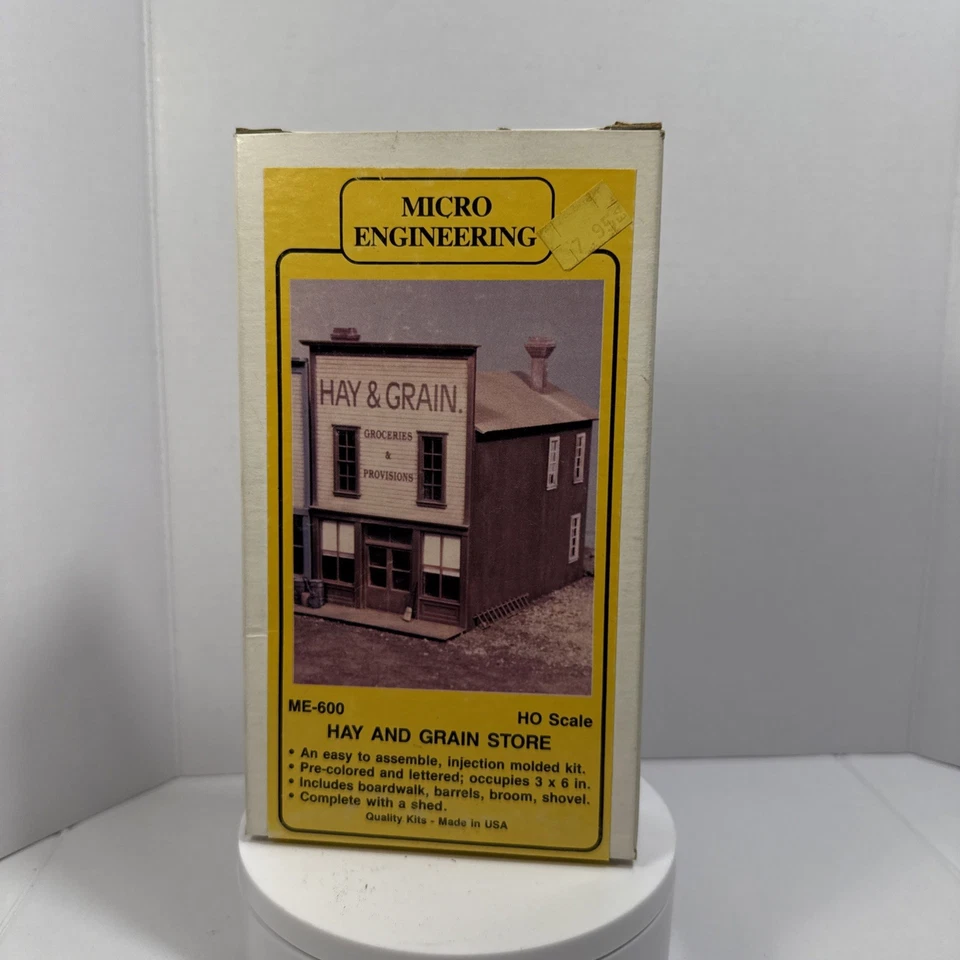 MICRO
ENGINEERING
7.95
HAY & GRAIN.
GROCERIES
&
PROVISIONS
ME-600
HO Scale
HAY AND GRAIN STORE
• An easy to assemble, injection molded kit.
• Pre-colored and lettered; occupies 3 x 6 in.
• Includes boardwalk, barrels, broom, shovel.
• Complete with a shed.
Quality Kits - Made in USA